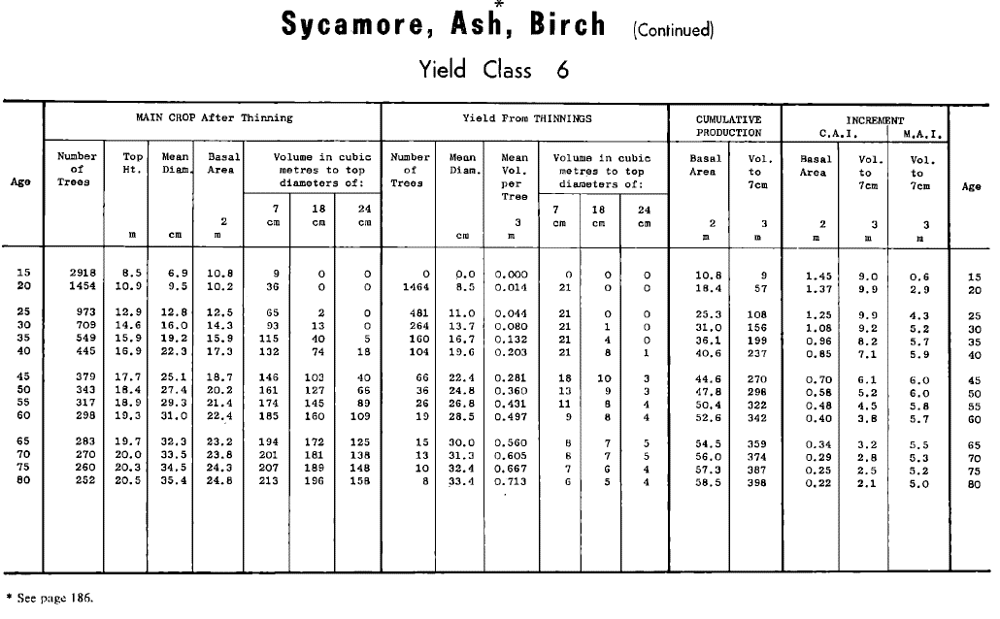 *
Sycamore, Ash, Birch (Continued)
Yield Class 6
MAIN CROP After Thinning Yield From THINNINGS CUMULATIVE PRODUCTION INCREMENT
C.A.I. M.A.I.
Age Number of Trees Top Ht. Mean Diam. Basal Area Volume in cubic metres to top diameters of: Number of Trees Mean Diam. Mean Vol. per Tree Volume in cubic metres to top diameters of: Basal Area Vol. to 7cm Basal Area Vol. to 7cm Vol. to 7cm Age
7 cm 18 cm 24 cm 7 cm 18 cm 24 cm
m cm m2 cm m3 m2 m3 m2 m3 m3
15 2918 8.5 6.9 10.8 9 0 0 0 0.0 0.000 0 0 0 10.8 9 1.45 9.0 0.6 15
20 1454 10.9 9.5 10.2 36 0 0 1464 8.5 0.014 21 0 0 18.4 57 1.37 9.9 2.9 20
25 973 12.9 12.8 12.5 65 2 0 481 11.0 0.044 21 0 0 25.3 108 1.25 9.9 4.3 25
30 709 14.6 16.0 14.3 93 13 0 264 13.7 0.080 21 1 0 31.0 156 1.08 9.2 5.2 30
35 549 15.9 19.2 15.9 115 40 5 160 16.7 0.132 21 4 0 36.1 199 0.96 8.2 5.7 35
40 445 16.9 22.3 17.3 132 74 18 104 19.6 0.203 21 8 1 40.6 237 0.85 7.1 5.9 40
45 379 17.7 25.1 18.7 146 103 40 66 22.4 0.281 18 10 3 44.6 270 0.70 6.1 6.0 45
50 343 18.4 27.4 20.2 161 127 66 36 24.8 0.360 13 9 3 47.8 296 0.58 5.2 6.0 50
55 317 18.9 29.3 21.4 174 145 89 26 26.8 0.431 11 8 4 50.4 322 0.48 4.5 5.8 55
60 298 19.3 31.0 22.4 185 160 109 19 28.5 0.497 9 8 4 52.6 342 0.40 3.8 5.7 60
65 283 19.7 32.3 23.2 194 172 125 15 30.0 0.560 8 7 5 54.5 359 0.34 3.2 5.5 65
70 270 20.0 33.5 23.8 201 181 138 13 31.3 0.605 8 7 5 56.0 374 0.29 2.8 5.3 70
75 260 20.3 34.5 24.3 207 189 148 10 32.4 0.667 7 6 4 57.3 387 0.25 2.5 5.2 75
80 252 20.5 35.4 24.8 213 196 158 8 33.4 0.713 6 5 4 58.5 398 0.22 2.1 5.0 80
* See page 186.